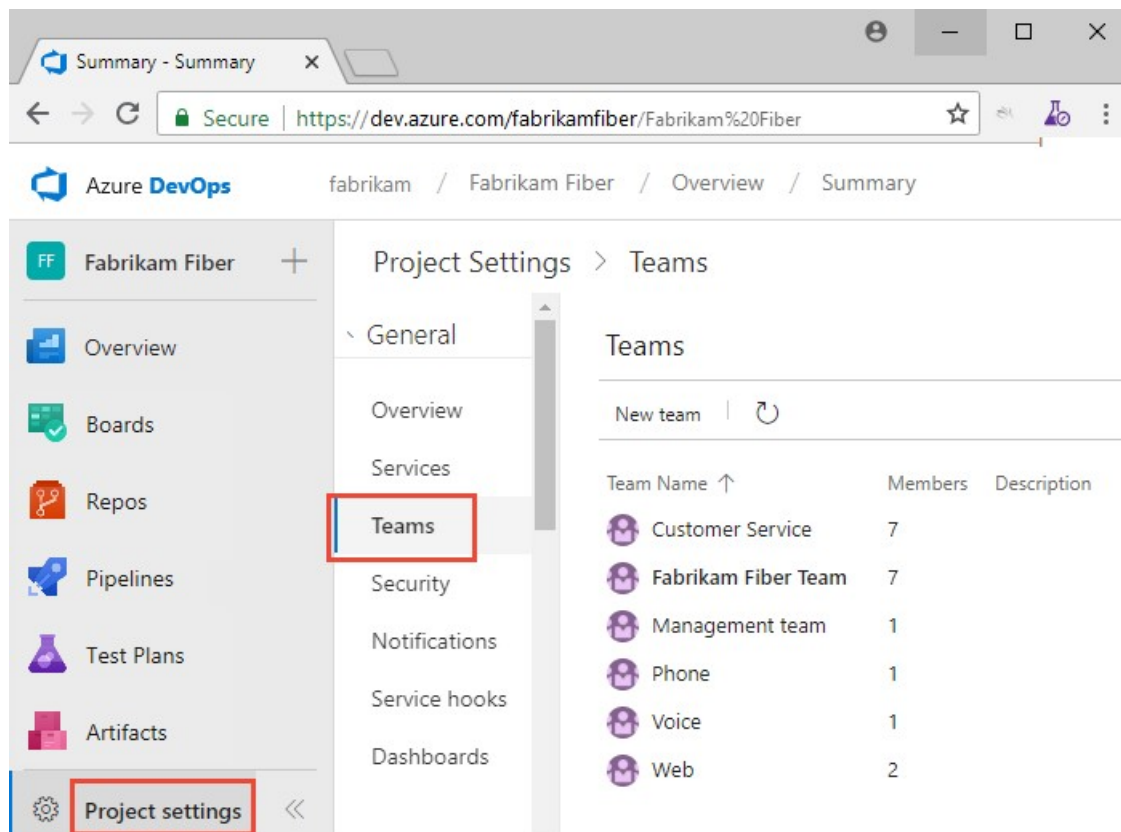 Summary - Summary
Secure | https://dev.azure.com/fabrikamfiber/Fabrikam%20Fiber
Azure DevOps
fabrikam / Fabrikam Fiber / Overview / Summary
FF
Fabrikam Fiber
Overview
Boards
Repos
Pipelines
Test Plans
Artifacts
Project settings
Project Settings > Teams
General
Overview
Services
Teams
Security
Notifications
Service hooks
Dashboards
Teams
New team
Team Name Members Description
Customer Service 7
Fabrikam Fiber Team 7
Management team 1
Phone 1
Voice 1
Web 2